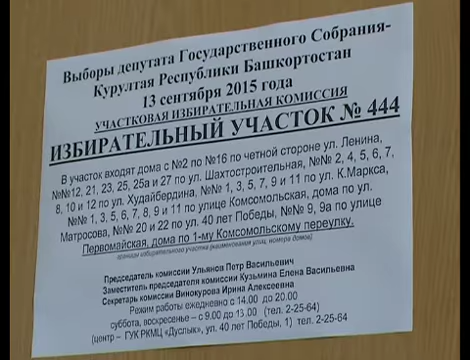 Выборы депутата Государственного Собрания-
Курултая Республики Башкортостан
13 сентября 2015 года
УЧАСТКОВАЯ ИЗБИРАТЕЛЬНАЯ КОМИССИЯ
ИЗБИРАТЕЛЬНЫЙ УЧАСТОК № 444
В участок входят дома с №2 по №16 по четной стороне ул. Ленина,
№№12, 21, 23, 25, 25а и 27 по ул. Шахтостроительная, №№ 2, 4, 5, 6, 7,
8, 10 и 12 по ул. Худайбердина, №№ 1, 3, 5, 7, 9 и 11 по ул. К.Маркса,
№№ 1, 3, 5, 6, 7, 8, 9 и 11 по улице Комсомольская, дома по ул.
Матросова, №№ 20 и 22 по ул. 40 лет Победы, №№ 9, 9а по улице
Первомайская, дома по 1-му Комсомольскому переулку.
границы избирательного участка (наименования улиц, номера домов)
Председатель комиссии Ульянов Петр Васильевич
Заместитель председателя комиссии Кузьмина Елена Васильевна
Секретарь комиссии Винокурова Ирина Алексеевна
Режим работы ежедневно с 14.00 до 20.00
суббота, воскресенье – с 9.00 до 13.00 (тел. 2-25-64)
(центр – ГУК РКМЦ «Дуслык», ул. 40 лет Победы, 1) тел. 2-25-64